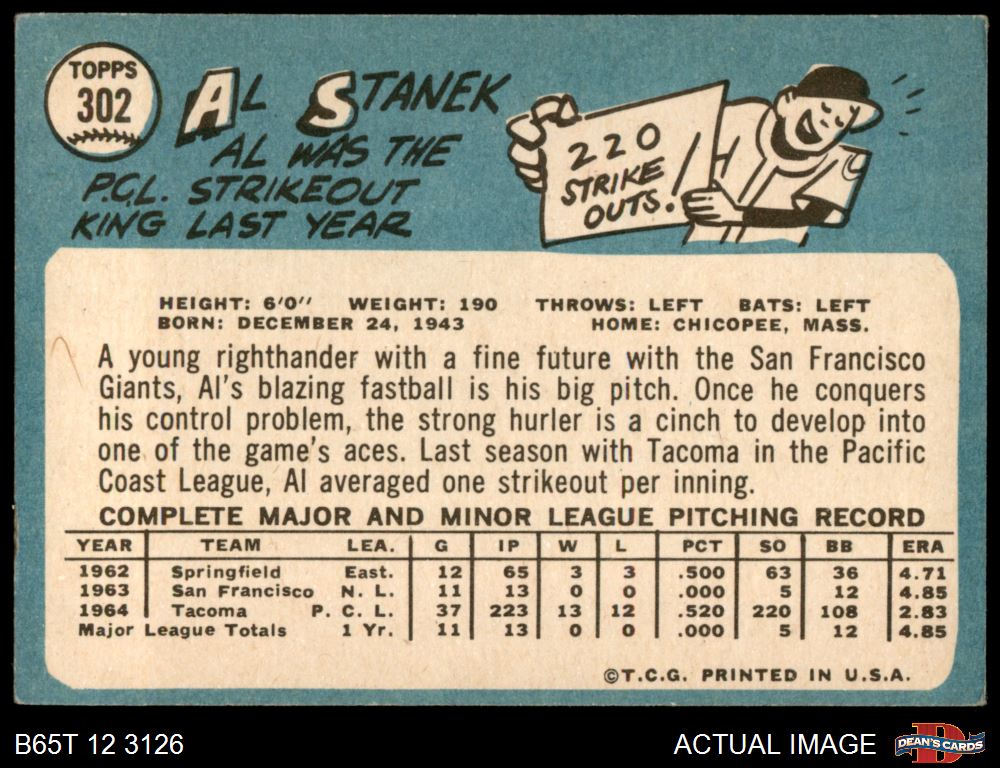 TOPPS
302
AL STANEK
AL WAS THE
P.C.L. STRIKEOUT
KING LAST YEAR
220
STRIKE
OUTS!
HEIGHT: 6'0" WEIGHT: 190 THROWS: LEFT BATS: LEFT
BORN: DECEMBER 24, 1943 HOME: CHICOPEE, MASS.
A young righthander with a fine future with the San Francisco
Giants, Al's blazing fastball is his big pitch. Once he conquers
his control problem, the strong hurler is a cinch to develop into
one of the game's aces. Last season with Tacoma in the Pacific
Coast League, Al averaged one strikeout per inning.
COMPLETE MAJOR AND MINOR LEAGUE PITCHING RECORD
YEAR TEAM LEA. G IP W L PCT SO BB ERA
1962 Springfield East. 12 65 3 3 .500 63 36 4.71
1963 San Francisco N. L. 11 13 0 0 .000 5 12 4.85
1964 Tacoma P. C. L. 37 223 13 12 .520 220 108 2.83
Major League Totals 1 Yr. 11 13 0 0 .000 5 12 4.85
©T.C.G. PRINTED IN U.S.A.
B65T 12 3126 ACTUAL IMAGE DEAN'S CARDS